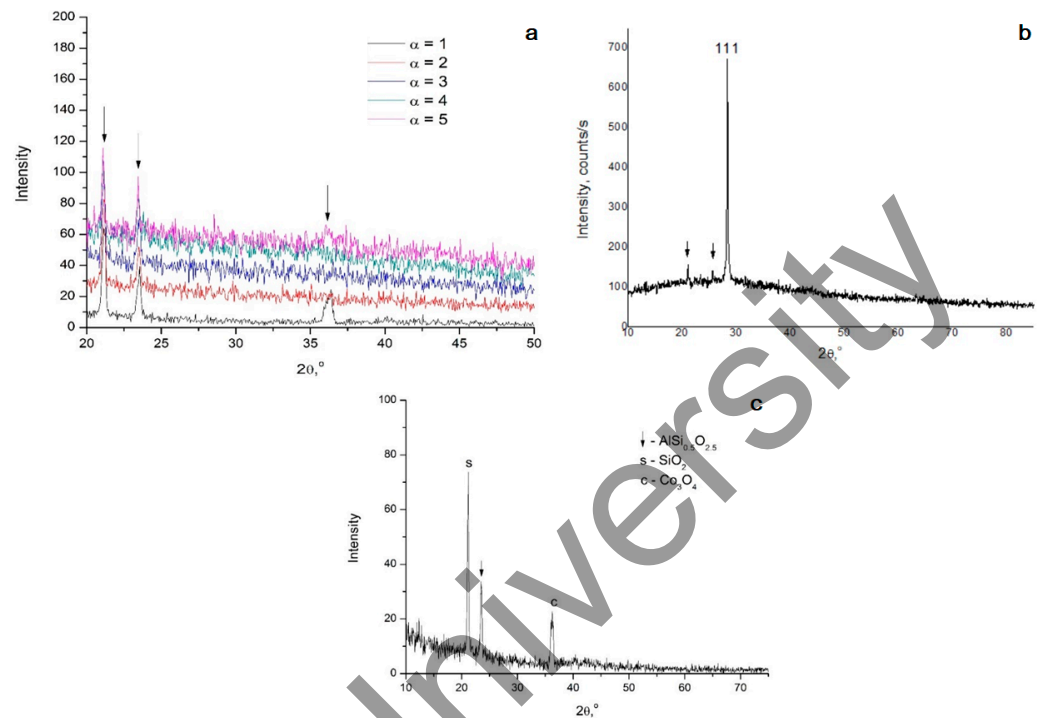 a
200
180
160
140
120
100
80
60
40
20
0
Intensity
α = 1
α = 2
α = 3
α = 4
α = 5
20 25 30 35 40 45 50
2θ,°
b
111
700
600
500
400
300
200
100
0
Intensity, counts/s
10 20 30 40 50 60 70 80
2θ,°
c
100
80
60
40
20
0
Intensity
s
c
- AlSi0.5O2.5
s - SiO2
c - Co3O4
10 20 30 40 50 60 70
2θ,°
University